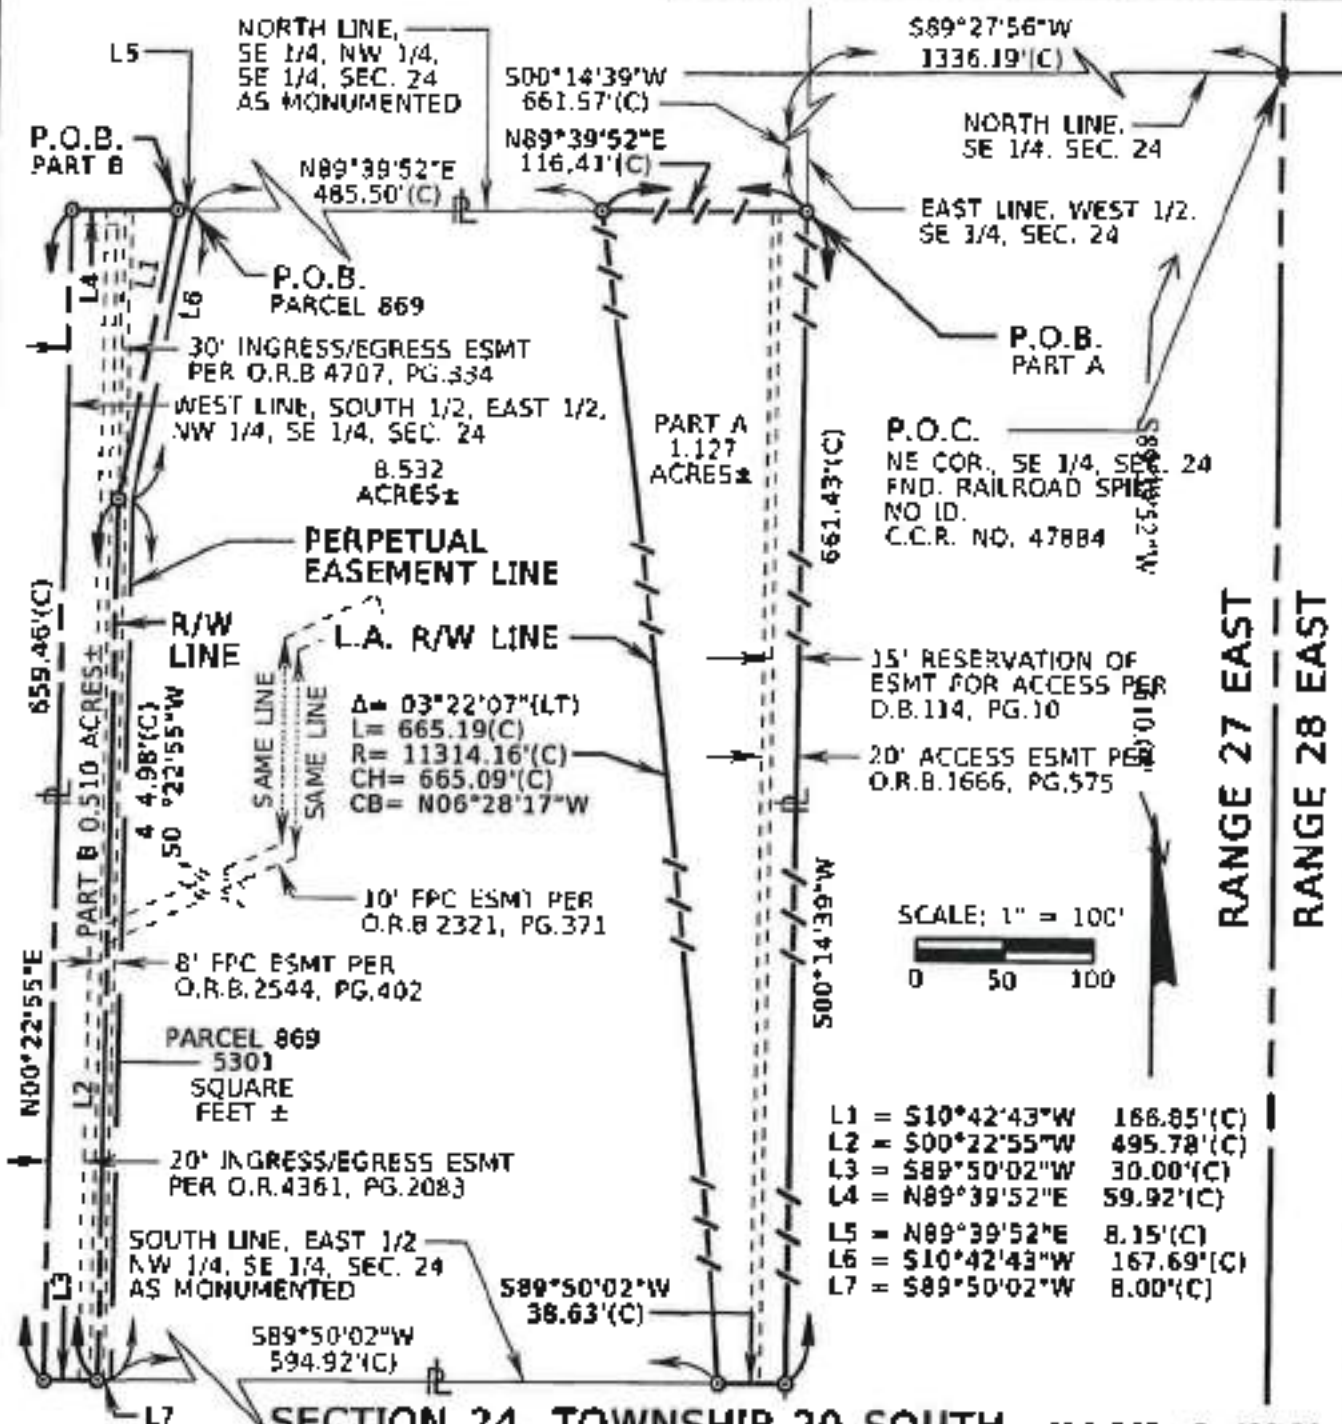 NORTH LINE,
SE 1/4, NW 1/4,
SE 1/4, SEC. 24
AS MONUMENTED
L5
S00°14'39"W
661.57'(C)
S89°27'56"W
1336.19'(C)
P.O.B.
PART B
N89°39'52"E
485.50'(C)
N89°39'52"E
116.41'(C)
NORTH LINE,
SE 1/4, SEC. 24
EAST LINE, WEST 1/2,
SE 1/4, SEC. 24
L4
L1
L6
P.O.B.
PARCEL 869
P.O.B.
PART A
30' INGRESS/EGRESS ESMT
PER O.R.B 4707, PG.334
WEST LINE, SOUTH 1/2, EAST 1/2,
NW 1/4, SE 1/4, SEC. 24
8.532
ACRES±
PART A
1.127
ACRES±
661.43'(C)
P.O.C.
NE COR., SE 1/4, SEC. 24
FND. RAILROAD SPIKE
NO ID.
C.C.R. NO. 47884
PERPETUAL
EASEMENT LINE
R/W
LINE
L.A. R/W LINE
659.46'(C)
PART B 0.510 ACRES±
SAME LINE
SAME LINE
Δ= 03°22'07"(LT)
L= 665.19(C)
R= 11314.16'(C)
CH= 665.09'(C)
CB= N06°28'17"W
15' RESERVATION OF
ESMT FOR ACCESS PER
D.B.114, PG.10
20' ACCESS ESMT PER
O.R.B.1666, PG.575
RANGE 27 EAST
RANGE 28 EAST
10' FPC ESMT PER
O.R.B 2321, PG.371
S00°14'39"W
SCALE: 1" = 100'
0 50 100
8' FPC ESMT PER
O.R.B.2544, PG.402
N00°22'55"E
PARCEL 869
5301
SQUARE
FEET ±
L2
20' INGRESS/EGRESS ESMT
PER O.R.4361, PG.2083
L1 = S10°42'43"W 166.85'(C)
L2 = S00°22'55"W 495.78'(C)
L3 = S89°50'02"W 30.00'(C)
L4 = N89°39'52"E 59.92'(C)
L5 = N89°39'52"E 8.15'(C)
L6 = S10°42'43"W 167.69'(C)
L7 = S89°50'02"W 8.00'(C)
SOUTH LINE, EAST 1/2
NW 1/4, SE 1/4, SEC. 24
AS MONUMENTED
L3
S89°50'02"W
38.63'(C)
S89°50'02"W
594.92'(C)
L7
SECTION 24, TOWNSHIP 20 SOUTH